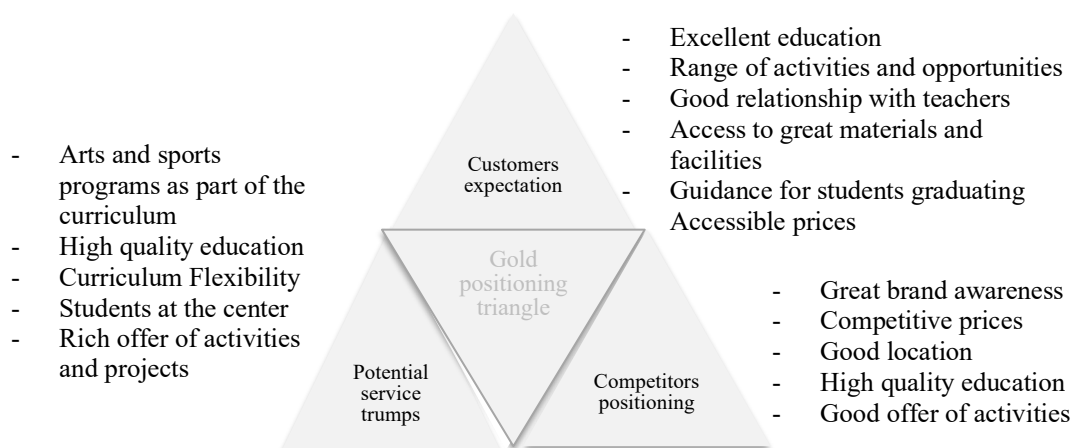 - Excellent education
- Range of activities and opportunities
- Good relationship with teachers
- Access to great materials and
facilities
- Guidance for students graduating
Accessible prices
- Arts and sports
programs as part of the
curriculum
- High quality education
- Curriculum Flexibility
- Students at the center
- Rich offer of activities
and projects
Customers
expectation
Gold
positioning
triangle
Potential
service
trumps
Competitors
positioning
- Great brand awareness
- Competitive prices
- Good location
- High quality education
- Good offer of activities